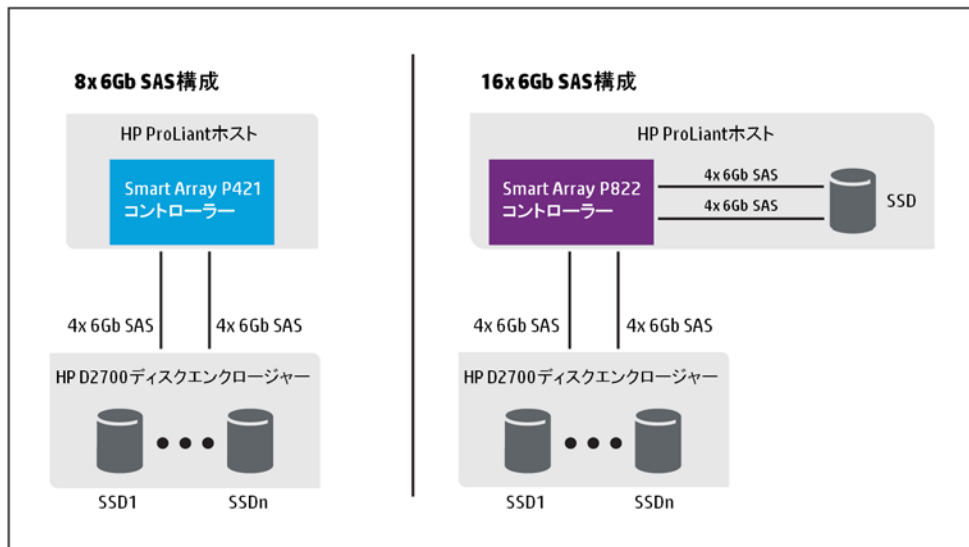 8x 6Gb SAS構成
HP ProLiantホスト
Smart Array P421
コントローラー
4x 6Gb SAS
4x 6Gb SAS
HP D2700ディスクエンクロージャー
SSD1
SSDn
16x 6Gb SAS構成
HP ProLiantホスト
Smart Array P822
コントローラー
4x 6Gb SAS
4x 6Gb SAS
SSD
4x 6Gb SAS
4x 6Gb SAS
HP D2700ディスクエンクロージャー
SSD1
SSDn